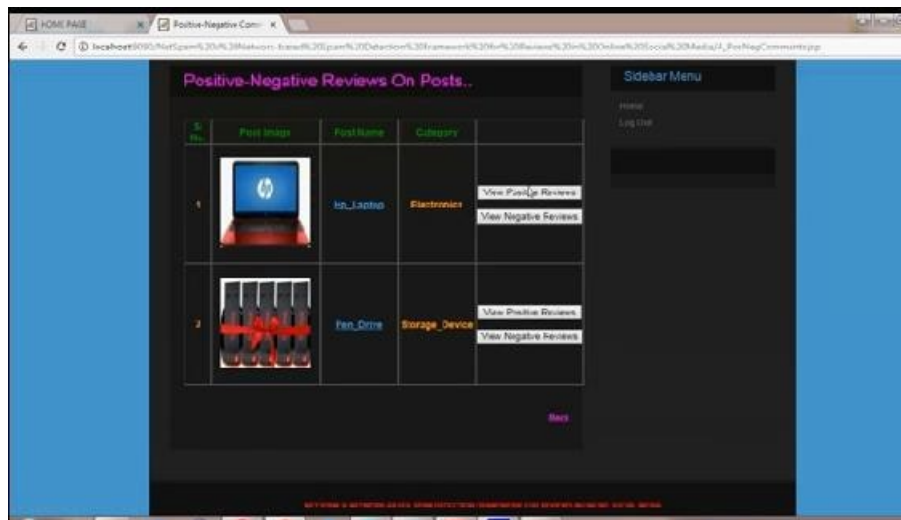 HOME PAGE
Positive-Negative Com
Positive-Negative Reviews On Posts..
Sidebar Menu
Home
Log Out
Sr No.
Post Image
Post Name
Category
1
hp
Hp_Laptop
Electronics
View Positive Reviews
View Negative Reviews
2
Pen_Drive
Storage_Device
View Positive Reviews
View Negative Reviews
Back